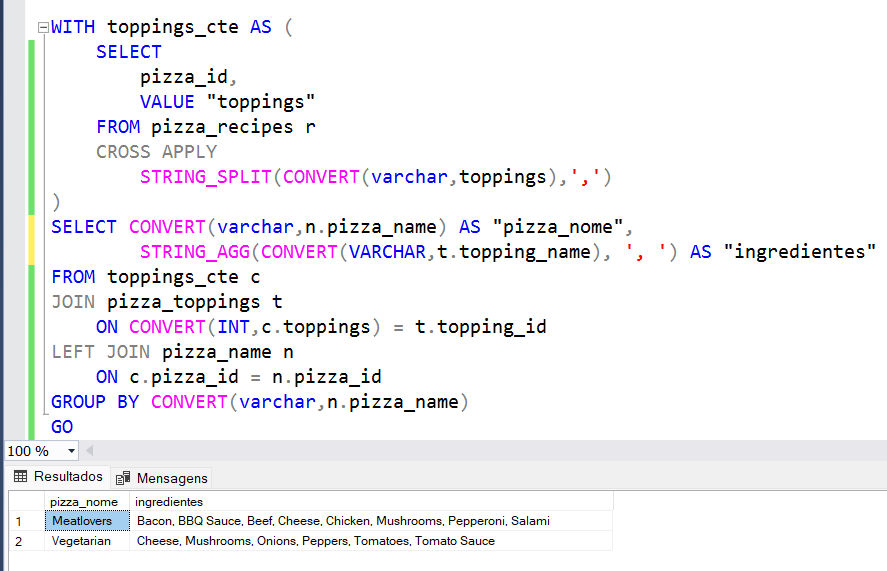 WITH toppings_cte AS (
SELECT
pizza_id,
VALUE "toppings"
FROM pizza_recipes r
CROSS APPLY
STRING_SPLIT(CONVERT(varchar,toppings),',')
)
SELECT CONVERT(varchar,n.pizza_name) AS "pizza_nome",
STRING_AGG(CONVERT(VARCHAR,t.topping_name), ', ') AS "ingredientes"
FROM toppings_cte c
JOIN pizza_toppings t
ON CONVERT(INT,c.toppings) = t.topping_id
LEFT JOIN pizza_name n
ON c.pizza_id = n.pizza_id
GROUP BY CONVERT(varchar,n.pizza_name)
GO
100 %
Resultados Mensagens
pizza_nome ingredientes
1 Meatlovers Bacon, BBQ Sauce, Beef, Cheese, Chicken, Mushrooms, Pepperoni, Salami
2 Vegetarian Cheese, Mushrooms, Onions, Peppers, Tomatoes, Tomato Sauce